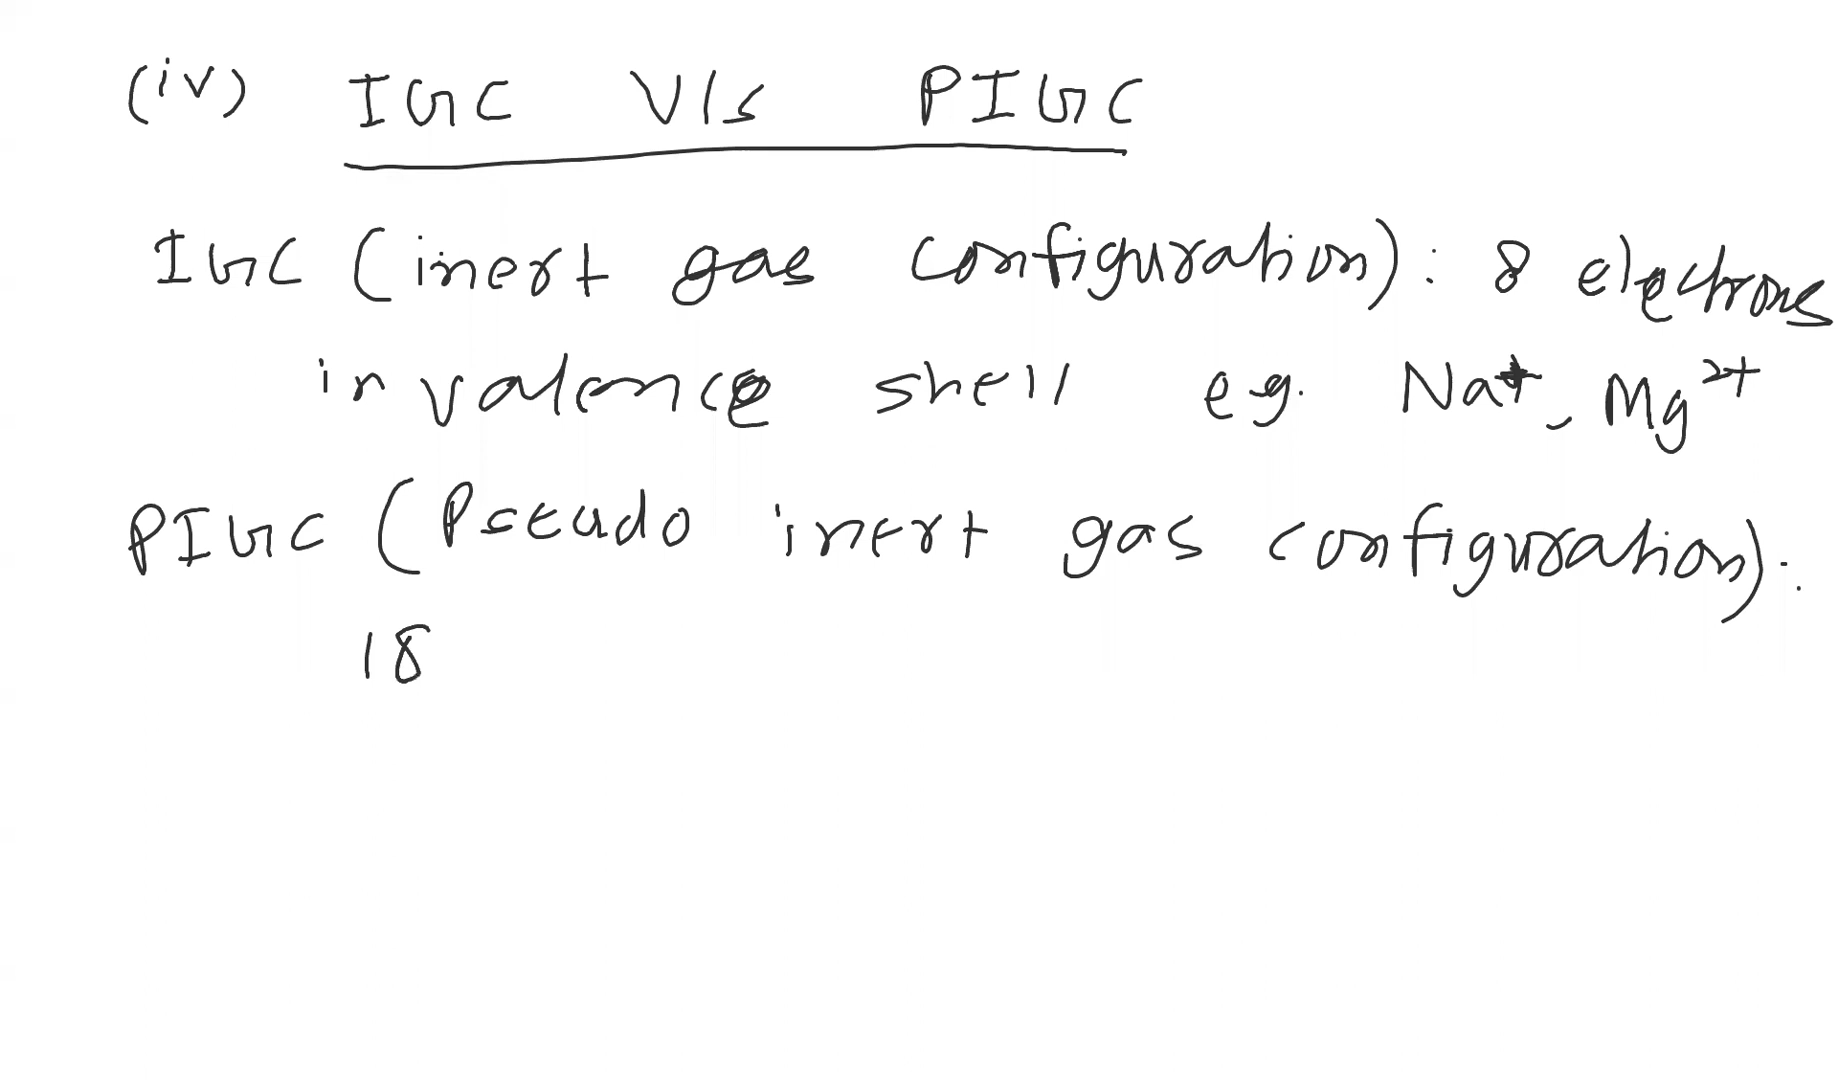 (iv) IGC V/s PIGC
IGC (inert gas configuration): 8 electrons
in valence shell eg. Na+, Mg2+
PIGC (Pseudo inert gas configuration):
18